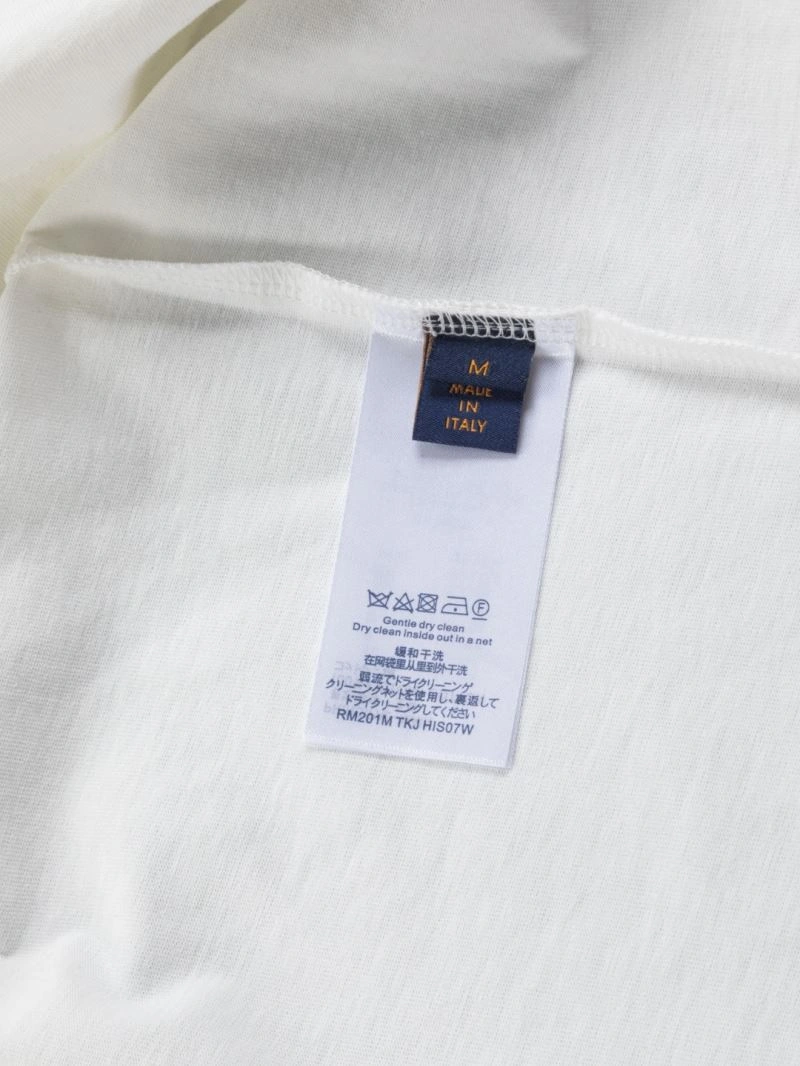 M
MADE
IN
ITALY
F
Gentle dry clean
Dry clean inside out in a net
缓和干洗
在网袋里从里到外干洗
弱流でドライクリーニング
クリーニングネットを使用し、裏返して
ドライクリーニングしてください
RM201M TKJ HIS07W